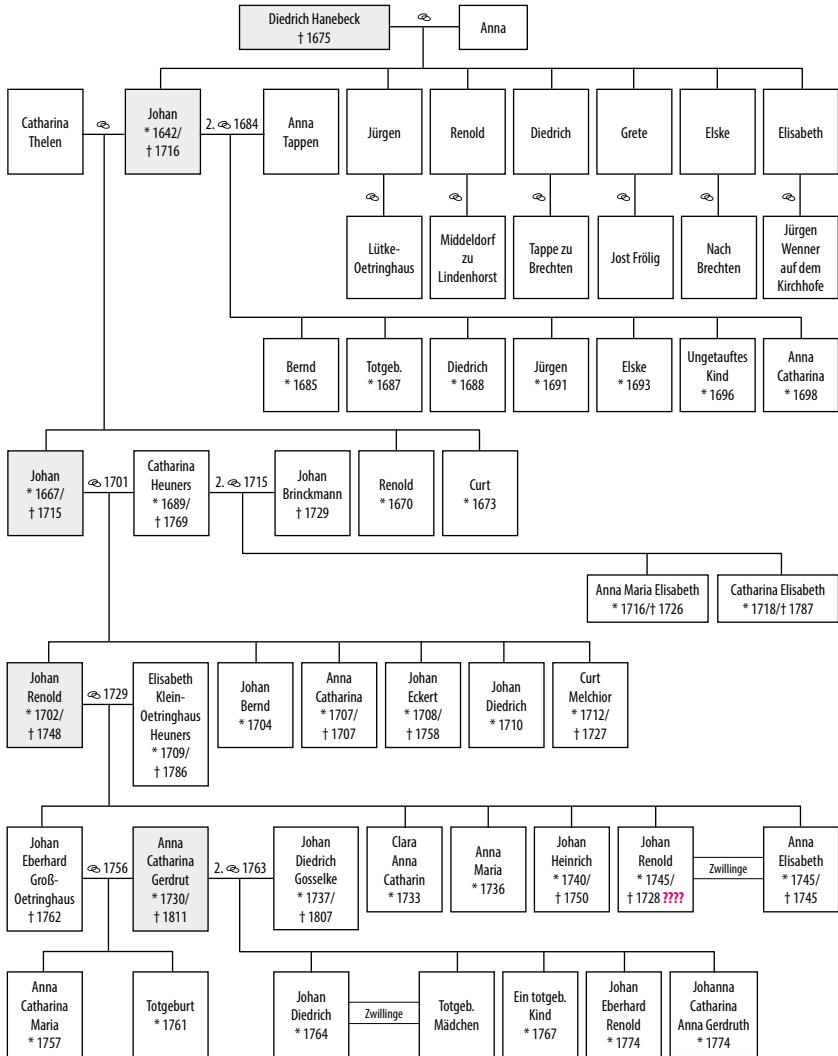 Diedrich Hanebeck
† 1675
⚭
Anna
Catharina
Thelen
⚭
Johan
* 1642/
† 1716
2. ⚭ 1684
Anna
Tappen
Jürgen
Renold
Diedrich
Grete
Elske
Elisabeth
⚭
⚭
⚭
⚭
⚭
⚭
Lütke-
Oetringhaus
Middeldorf
zu
Lindenhorst
Tappe zu
Brechten
Jost Frölig
Nach
Brechten
Jürgen
Wenner
auf dem
Kirchhofe
Bernd
* 1685
Totgeb.
* 1687
Diedrich
* 1688
Jürgen
* 1691
Elske
* 1693
Ungetauftes
Kind
* 1696
Anna
Catharina
* 1698
Johan
* 1667/
† 1715
⚭ 1701
Catharina
Heuners
* 1689/
† 1769
2. ⚭ 1715
Johan
Brinckmann
† 1729
Renold
* 1670
Curt
* 1673
Anna Maria Elisabeth
* 1716/† 1726
Catharina Elisabeth
* 1718/† 1787
Johan
Renold
* 1702/
† 1748
⚭ 1729
Elisabeth
Klein-
Oetringhaus
Heuners
* 1709/
† 1786
Johan
Bernd
* 1704
Anna
Catharina
* 1707/
† 1707
Johan
Eckert
* 1708/
† 1758
Johan
Diedrich
* 1710
Curt
Melchior
* 1712/
† 1727
Johan
Eberhard
Groß-
Oetringhaus
† 1762
⚭ 1756
Anna
Catharina
Gerdrut
* 1730/
† 1811
2. ⚭ 1763
Johan
Diedrich
Gosselke
* 1737/
† 1807
Clara
Anna
Catharin
* 1733
Anna
Maria
* 1736
Johan
Heinrich
* 1740/
† 1750
Johan
Renold
* 1745/
† 1728 ????
Zwillinge
Anna
Elisabeth
* 1745/
† 1745
Anna
Catharina
Maria
* 1757
Totgeburt
* 1761
Johan
Diedrich
* 1764
Zwillinge
Totgeb.
Mädchen
Ein totgeb.
Kind
* 1767
Johan
Eberhard
Renold
* 1774
Johanna
Catharina
Anna Gerdruth
* 1774